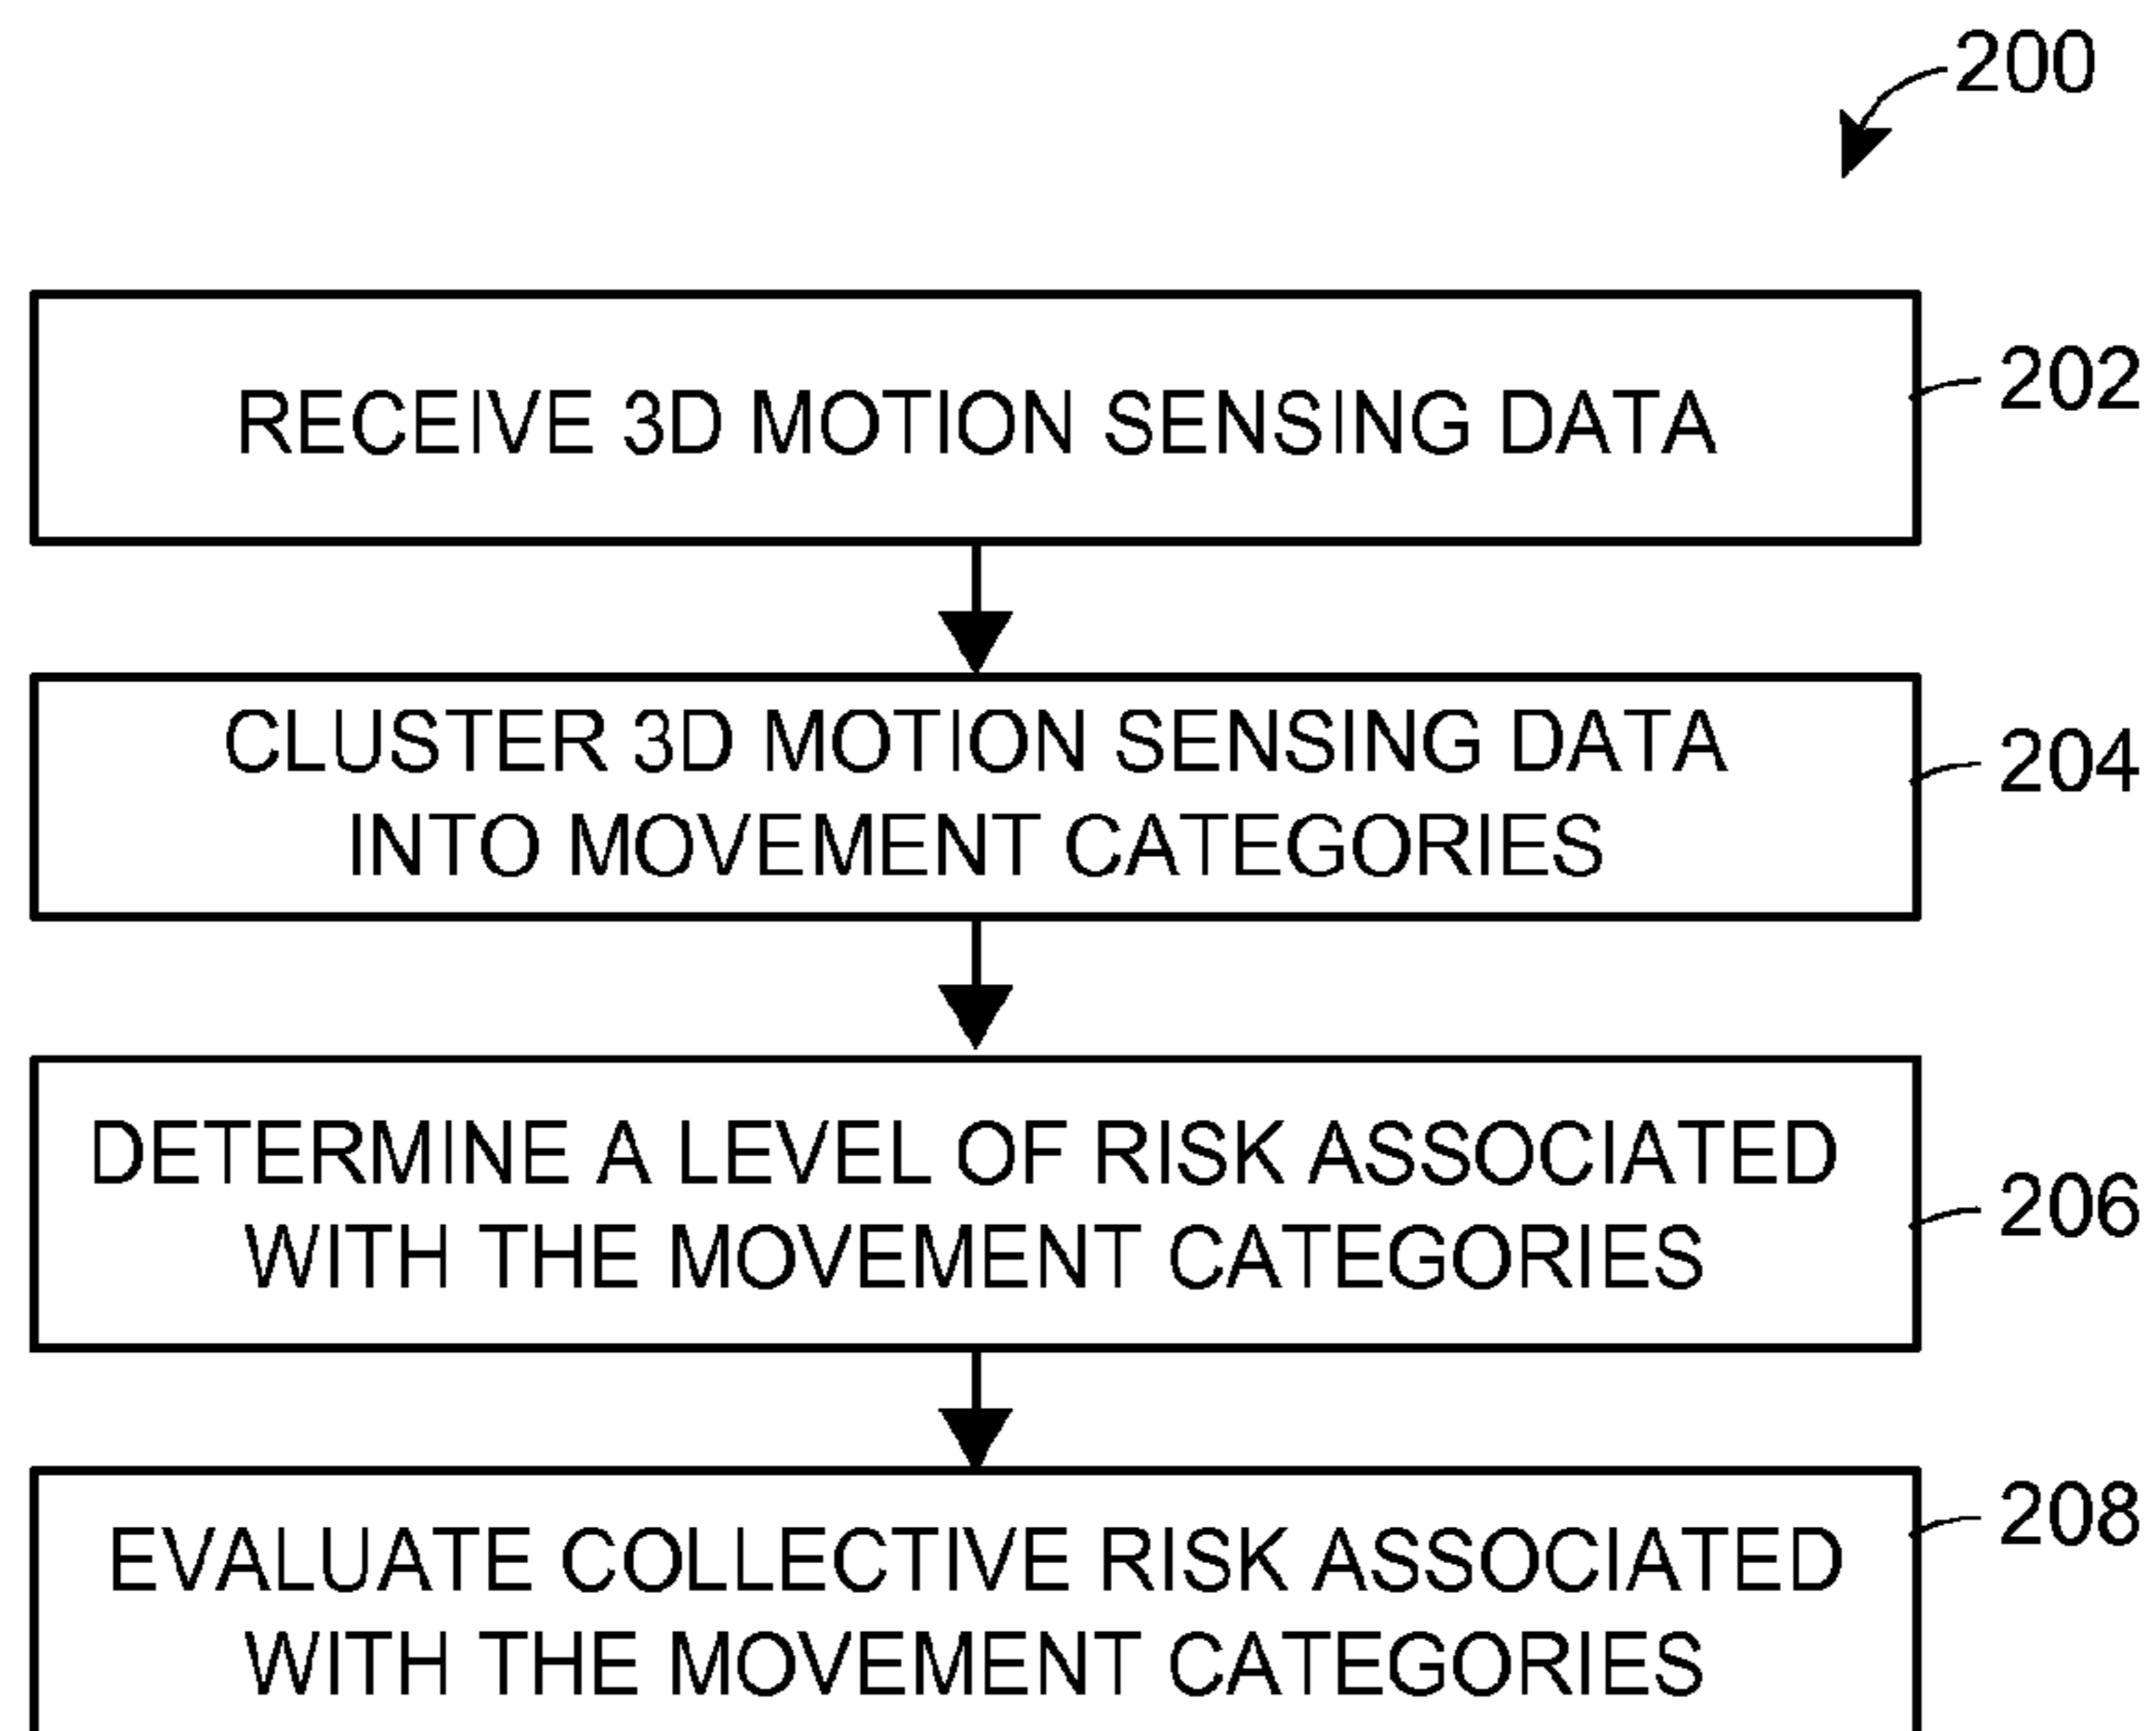 200
RECEIVE 3D MOTION SENSING DATA
202
CLUSTER 3D MOTION SENSING DATA
INTO MOVEMENT CATEGORIES
204
DETERMINE A LEVEL OF RISK ASSOCIATED
WITH THE MOVEMENT CATEGORIES
206
EVALUATE COLLECTIVE RISK ASSOCIATED
WITH THE MOVEMENT CATEGORIES
208